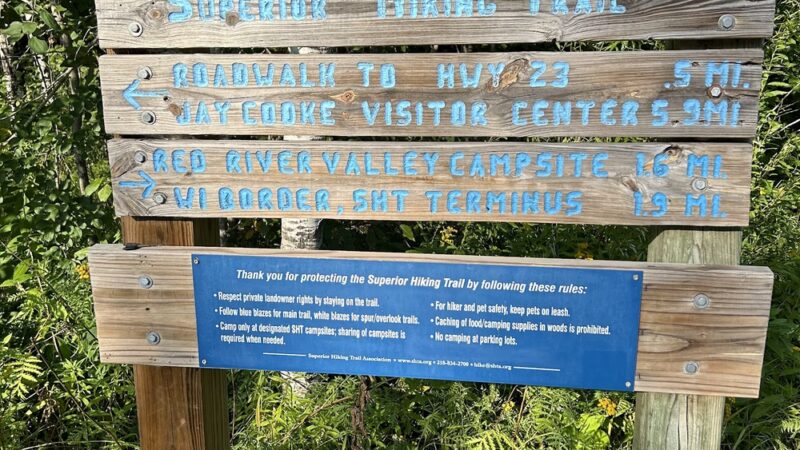 SUPERIOR HIKING TRAIL
ROADWALK TO HWY 23 .5 MI.
JAY COOKE VISITOR CENTER 5.9MI.
RED RIVER VALLEY CAMPSITE 1.6 MI.
WI BORDER, SHT TERMINUS 1.9 MI.
Thank you for protecting the Superior Hiking Trail by following these rules:
• Respect private landowner rights by staying on the trail.
• Follow blue blazes for main trail, white blazes for spur/overlook trails.
• Camp only at designated SHT campsites; sharing of campsites is
required when needed.
• For hiker and pet safety, keep pets on leash.
• Caching of food/camping supplies in woods is prohibited.
• No camping at parking lots.
Superior Hiking Trail Association • www.shta.org • 218-834-2700 • hike@shta.org